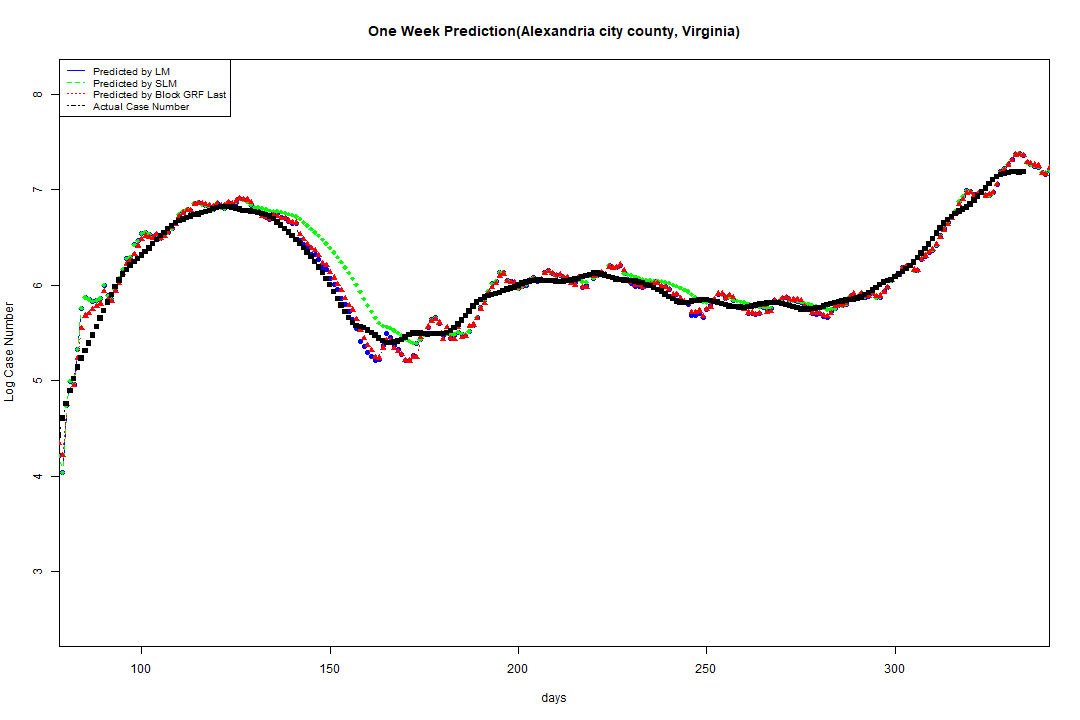 One Week Prediction(Alexandria city county, Virginia)
Predicted by LM
Predicted by SLM
Predicted by Block GRF Last
Actual Case Number
Log Case Number
8
7
6
5
4
3
100 150 200 250 300
days